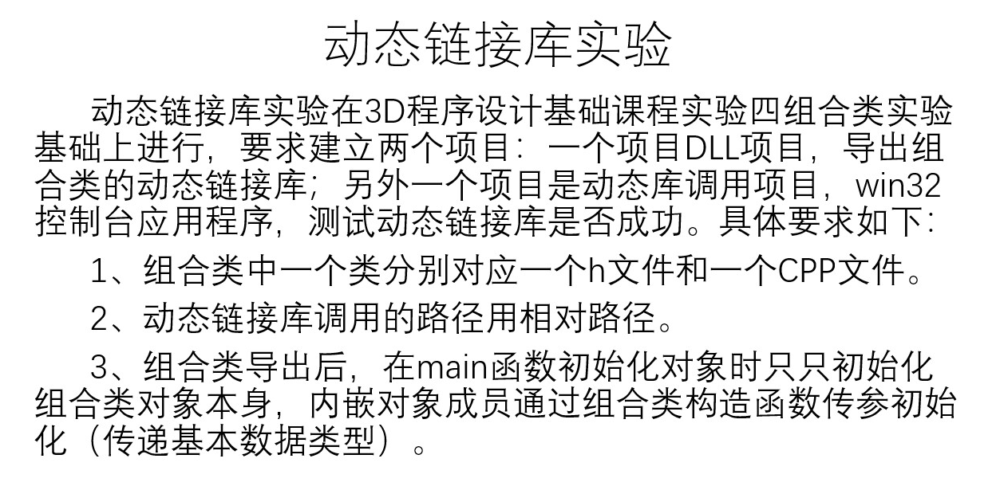 动态链接库实验
动态链接库实验在3D程序设计基础课程实验四组合类实验
基础上进行，要求建立两个项目：一个项目DLL项目，导出组
合类的动态链接库；另外一个项目是动态库调用项目，win32
控制台应用程序，测试动态链接库是否成功。具体要求如下：
1、组合类中一个类分别对应一个h文件和一个CPP文件。
2、动态链接库调用的路径用相对路径。
3、组合类导出后，在main函数初始化对象时只只初始化
组合类对象本身，内嵌对象成员通过组合类构造函数传参初始
化（传递基本数据类型）。